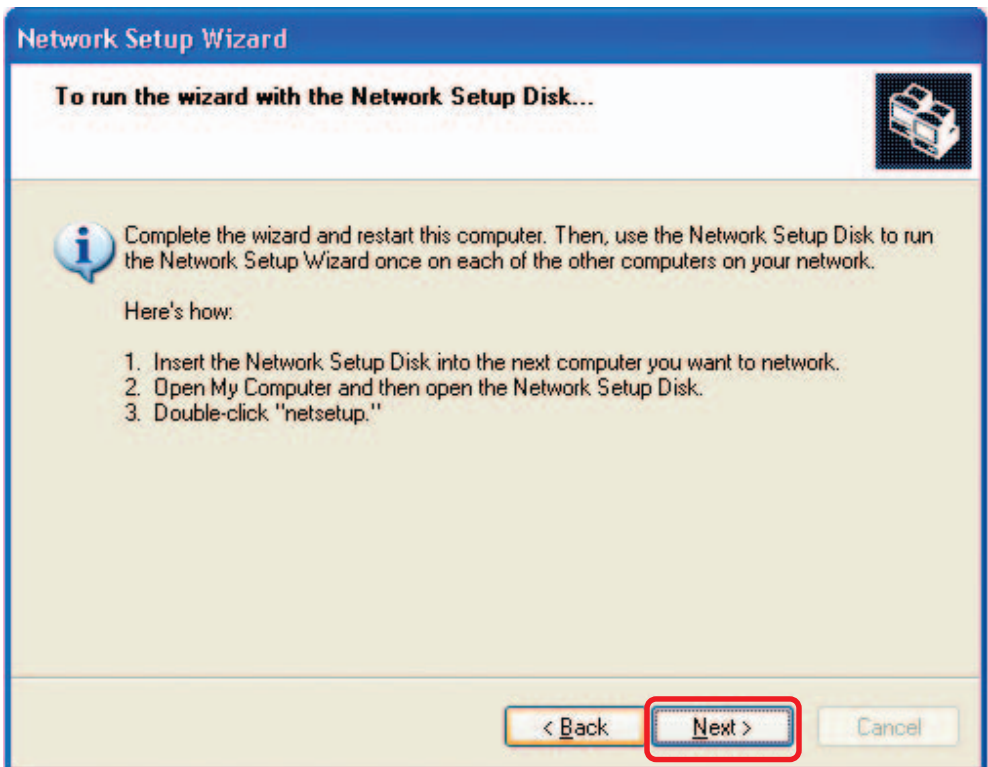 Network Setup Wizard
To run the wizard with the Network Setup Disk...
Complete the wizard and restart this computer. Then, use the Network Setup Disk to run
the Network Setup Wizard once on each of the other computers on your network.
Here's how:
1. Insert the Network Setup Disk into the next computer you want to network.
2. Open My Computer and then open the Network Setup Disk.
3. Double-click "netsetup."
< Back Next > Cancel